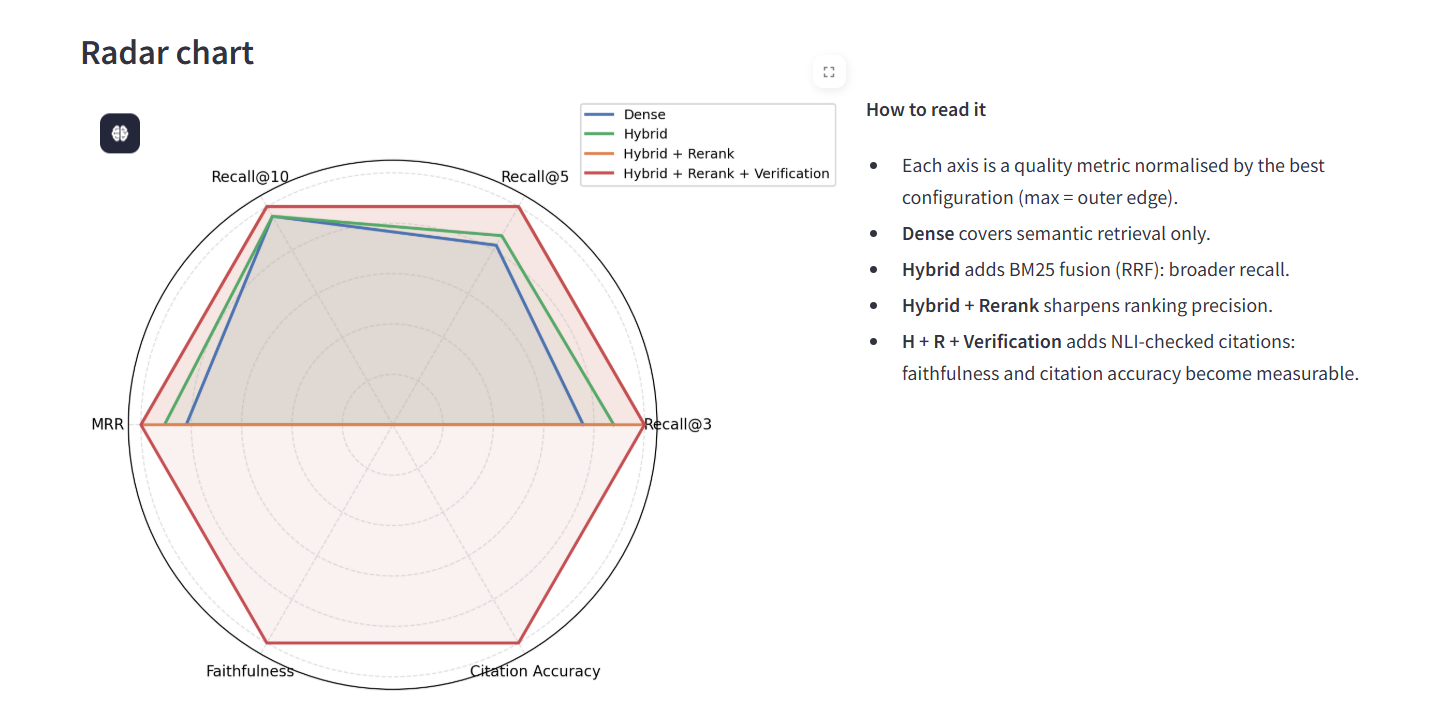 Radar chart
Dense
Hybrid
Hybrid + Rerank
Hybrid + Rerank + Verification
Recall@10
Recall@5
MRR
Recall@3
Faithfulness
Citation Accuracy
How to read it
Each axis is a quality metric normalised by the best
configuration (max = outer edge).
Dense covers semantic retrieval only.
Hybrid adds BM25 fusion (RRF): broader recall.
Hybrid + Rerank sharpens ranking precision.
H + R + Verification adds NLI-checked citations:
faithfulness and citation accuracy become measurable.